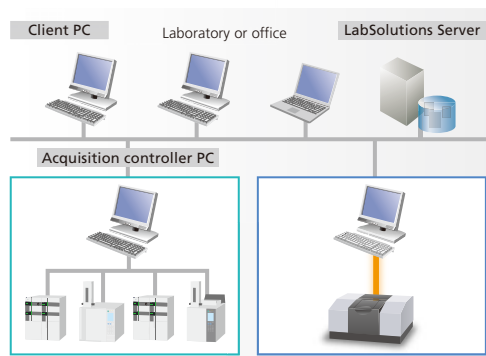 Client PC
Laboratory or office
LabSolutions Server
Acquisition controller PC